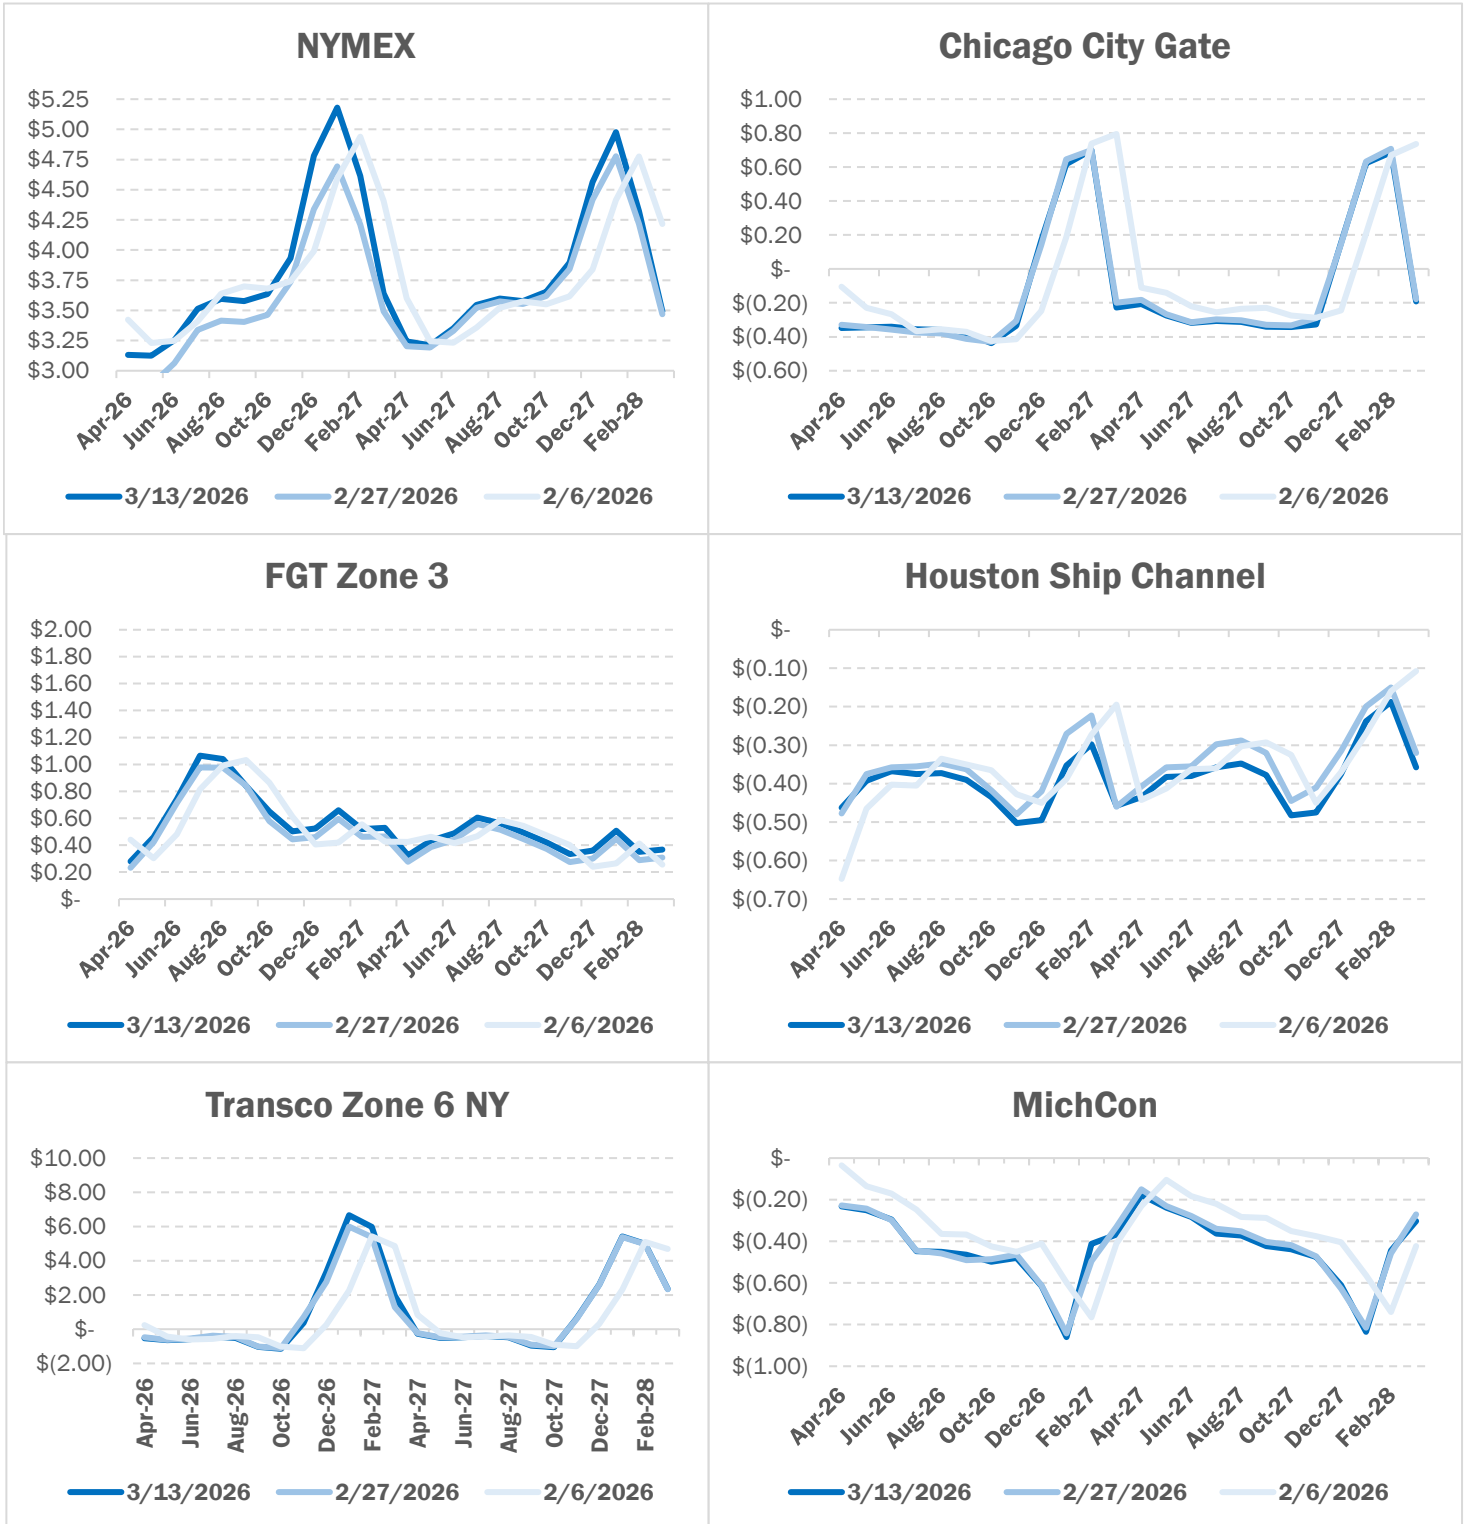 NYMEX
$5.25
$5.00
$4.75
$4.50
$4.25
$4.00
$3.75
$3.50
$3.25
$3.00
Apr-26 Jun-26 Aug-26 Oct-26 Dec-26 Feb-27 Apr-27 Jun-27 Aug-27 Oct-27 Dec-27 Feb-28
3/13/2026 2/27/2026 2/6/2026
Chicago City Gate
$1.00
$0.80
$0.60
$0.40
$0.20
$-
$(0.20)
$(0.40)
$(0.60)
Apr-26 Jun-26 Aug-26 Oct-26 Dec-26 Feb-27 Apr-27 Jun-27 Aug-27 Oct-27 Dec-27 Feb-28
3/13/2026 2/27/2026 2/6/2026
FGT Zone 3
$2.00
$1.80
$1.60
$1.40
$1.20
$1.00
$0.80
$0.60
$0.40
$0.20
$-
Apr-26 Jun-26 Aug-26 Oct-26 Dec-26 Feb-27 Apr-27 Jun-27 Aug-27 Oct-27 Dec-27 Feb-28
3/13/2026 2/27/2026 2/6/2026
Houston Ship Channel
$-
$(0.10)
$(0.20)
$(0.30)
$(0.40)
$(0.50)
$(0.60)
$(0.70)
Apr-26 Jun-26 Aug-26 Oct-26 Dec-26 Feb-27 Apr-27 Jun-27 Aug-27 Oct-27 Dec-27 Feb-28
3/13/2026 2/27/2026 2/6/2026
Transco Zone 6 NY
$10.00
$8.00
$6.00
$4.00
$2.00
$-
$(2.00)
Apr-26 Jun-26 Aug-26 Oct-26 Dec-26 Feb-27 Apr-27 Jun-27 Aug-27 Oct-27 Dec-27 Feb-28
3/13/2026 2/27/2026 2/6/2026
MichCon
$-
$(0.20)
$(0.40)
$(0.60)
$(0.80)
$(1.00)
Apr-26 Jun-26 Aug-26 Oct-26 Dec-26 Feb-27 Apr-27 Jun-27 Aug-27 Oct-27 Dec-27 Feb-28
3/13/2026 2/27/2026 2/6/2026